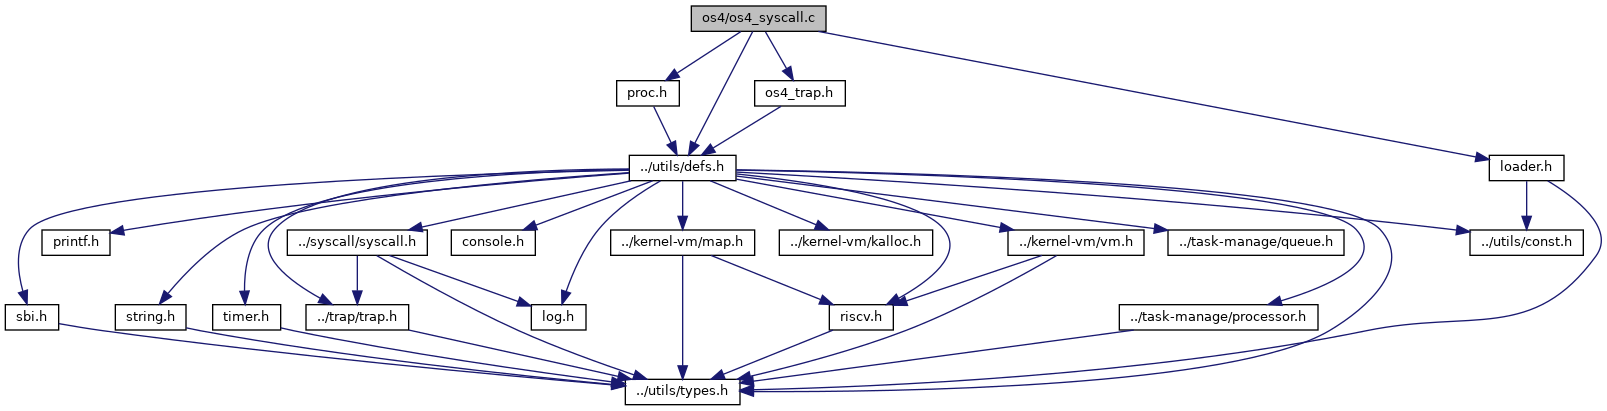 os4/os4_syscall.c
proc.h
os4_trap.h
../utils/defs.h
loader.h
printf.h
../syscall/syscall.h
console.h
../kernel-vm/map.h
../kernel-vm/kalloc.h
../kernel-vm/vm.h
../task-manage/queue.h
../utils/const.h
sbi.h
string.h
timer.h
../trap/trap.h
log.h
riscv.h
../task-manage/processor.h
../utils/types.h